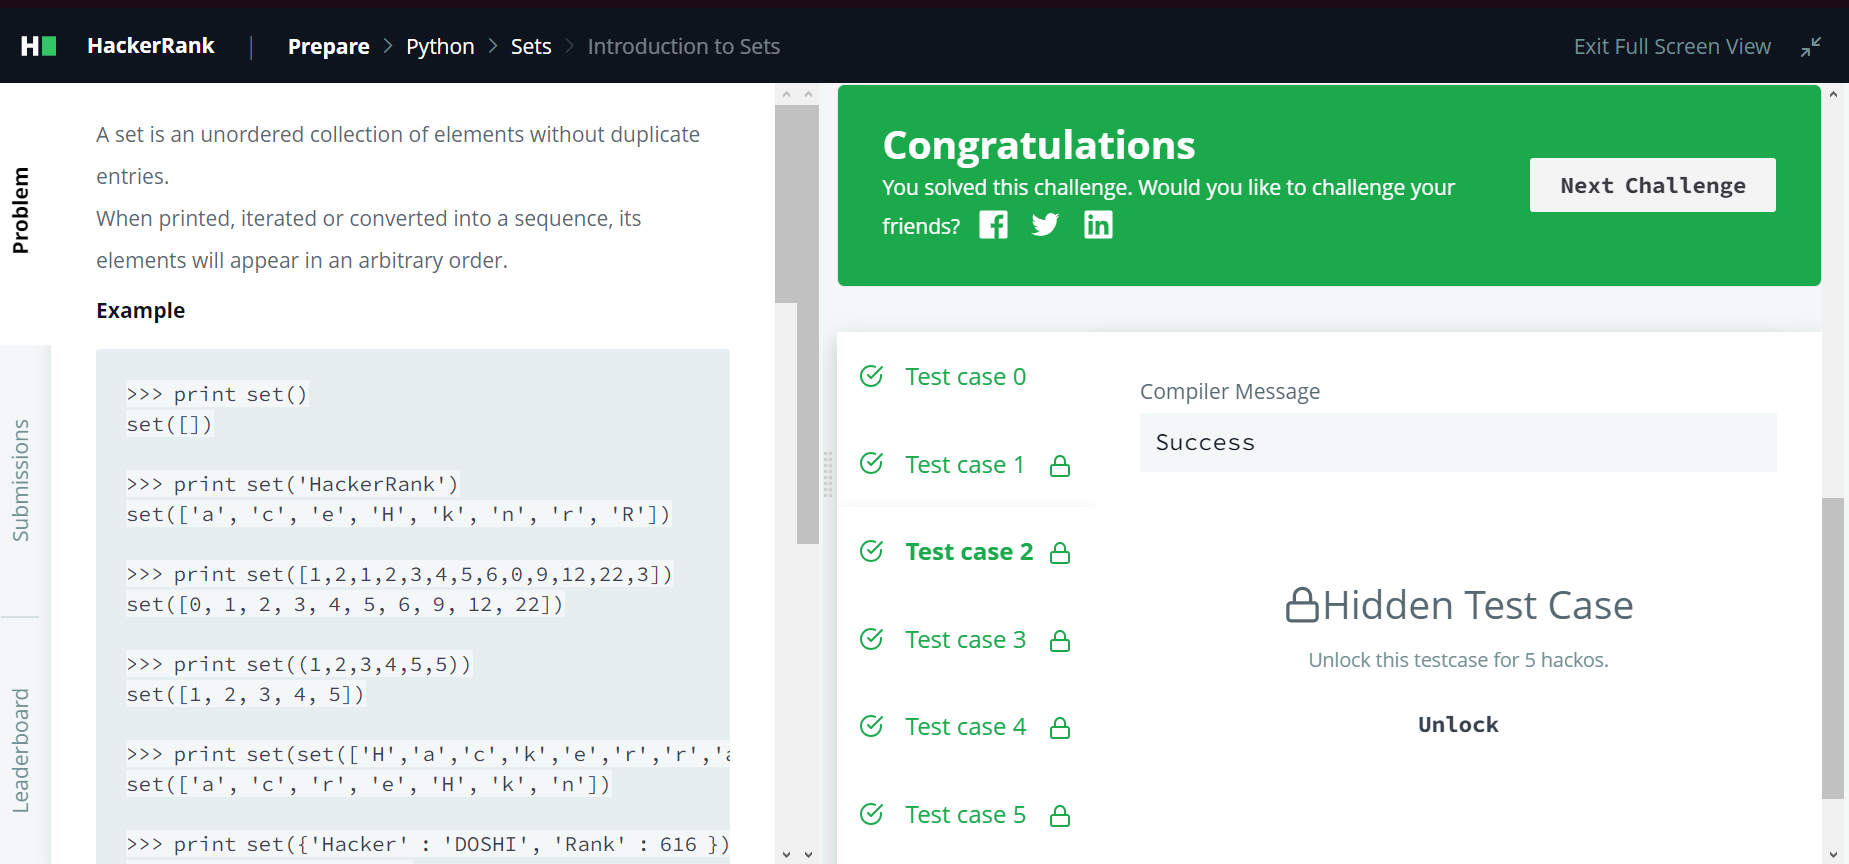 HackerRank | Prepare > Python > Sets > Introduction to Sets
Exit Full Screen View
Problem
Submissions
Leaderboard
A set is an unordered collection of elements without duplicate
entries.
When printed, iterated or converted into a sequence, its
elements will appear in an arbitrary order.
Example
>>> print set()
set([])
>>> print set('HackerRank')
set(['a', 'c', 'e', 'H', 'k', 'n', 'r', 'R'])
>>> print set([1,2,1,2,3,4,5,6,0,9,12,22,3])
set([0, 1, 2, 3, 4, 5, 6, 9, 12, 22])
>>> print set((1,2,3,4,5,5))
set([1, 2, 3, 4, 5])
>>> print set(set(['H','a','c','k','e','r','r','a
set(['a', 'c', 'r', 'e', 'H', 'k', 'n'])
>>> print set({'Hacker' : 'DOSHI', 'Rank' : 616 })
Congratulations
You solved this challenge. Would you like to challenge your
friends?
Next Challenge
Test case 0
Test case 1
Test case 2
Test case 3
Test case 4
Test case 5
Compiler Message
Success
Hidden Test Case
Unlock this testcase for 5 hackos.
Unlock